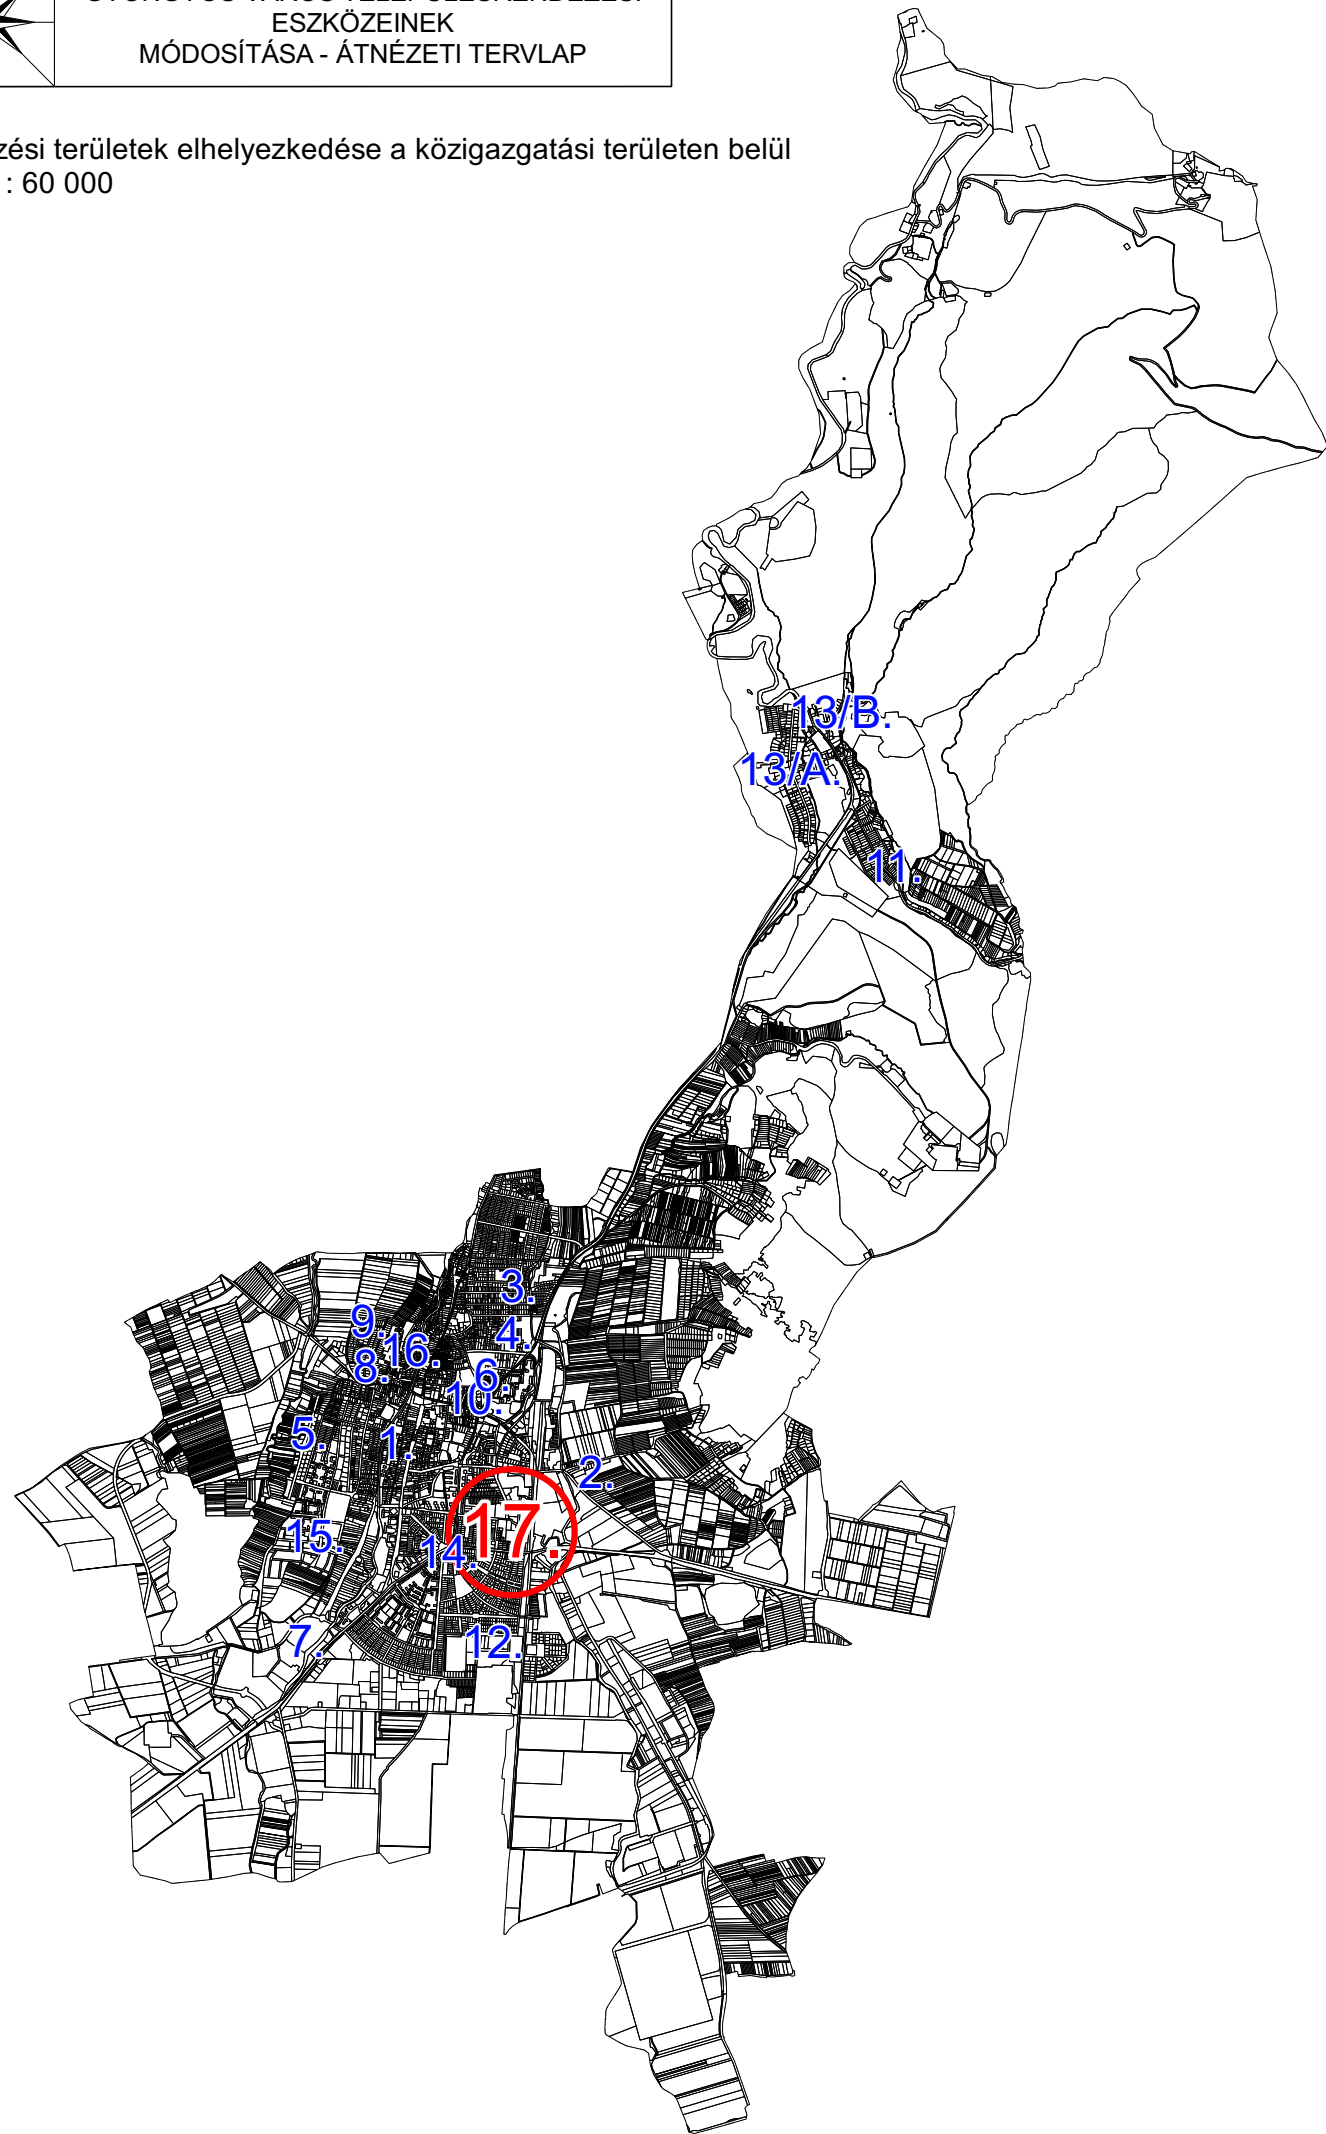 ESZKÖZEINEK
MÓDOSÍTÁSA - ÁTNÉZETI TERVLAP
zési területek elhelyezkedése a közigazgatási területen belül
: 60 000
13/B.
13/A.
11.
3.
9.
4.
16.
8.
6.
10.
5.
1.
2.
17.
15.
14.
7.
12.